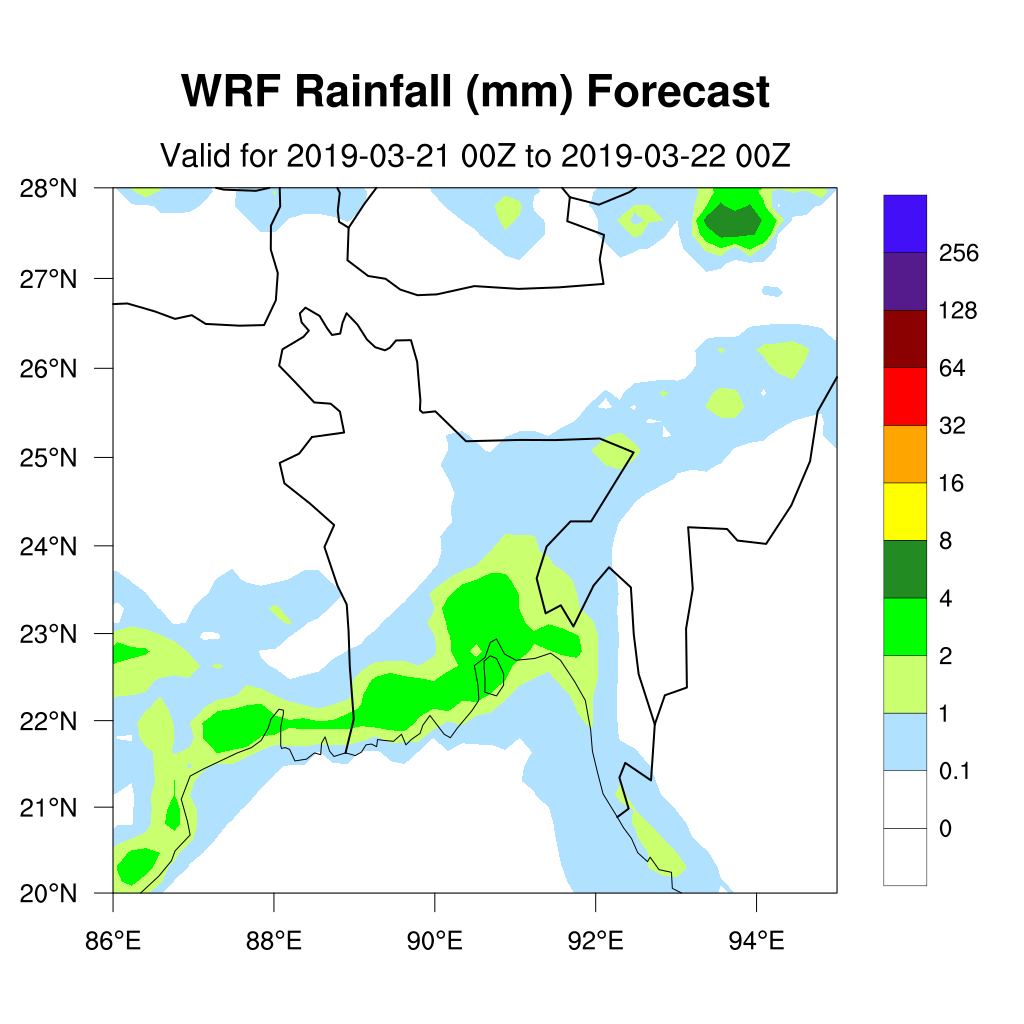 WRF Rainfall (mm) Forecast
Valid for 2019-03-21 00Z to 2019-03-22 00Z
28°N
27°N
26°N
25°N
24°N
23°N
22°N
21°N
20°N
86°E 88°E 90°E 92°E 94°E
256
128
64
32
16
8
4
2
1
0.1
0